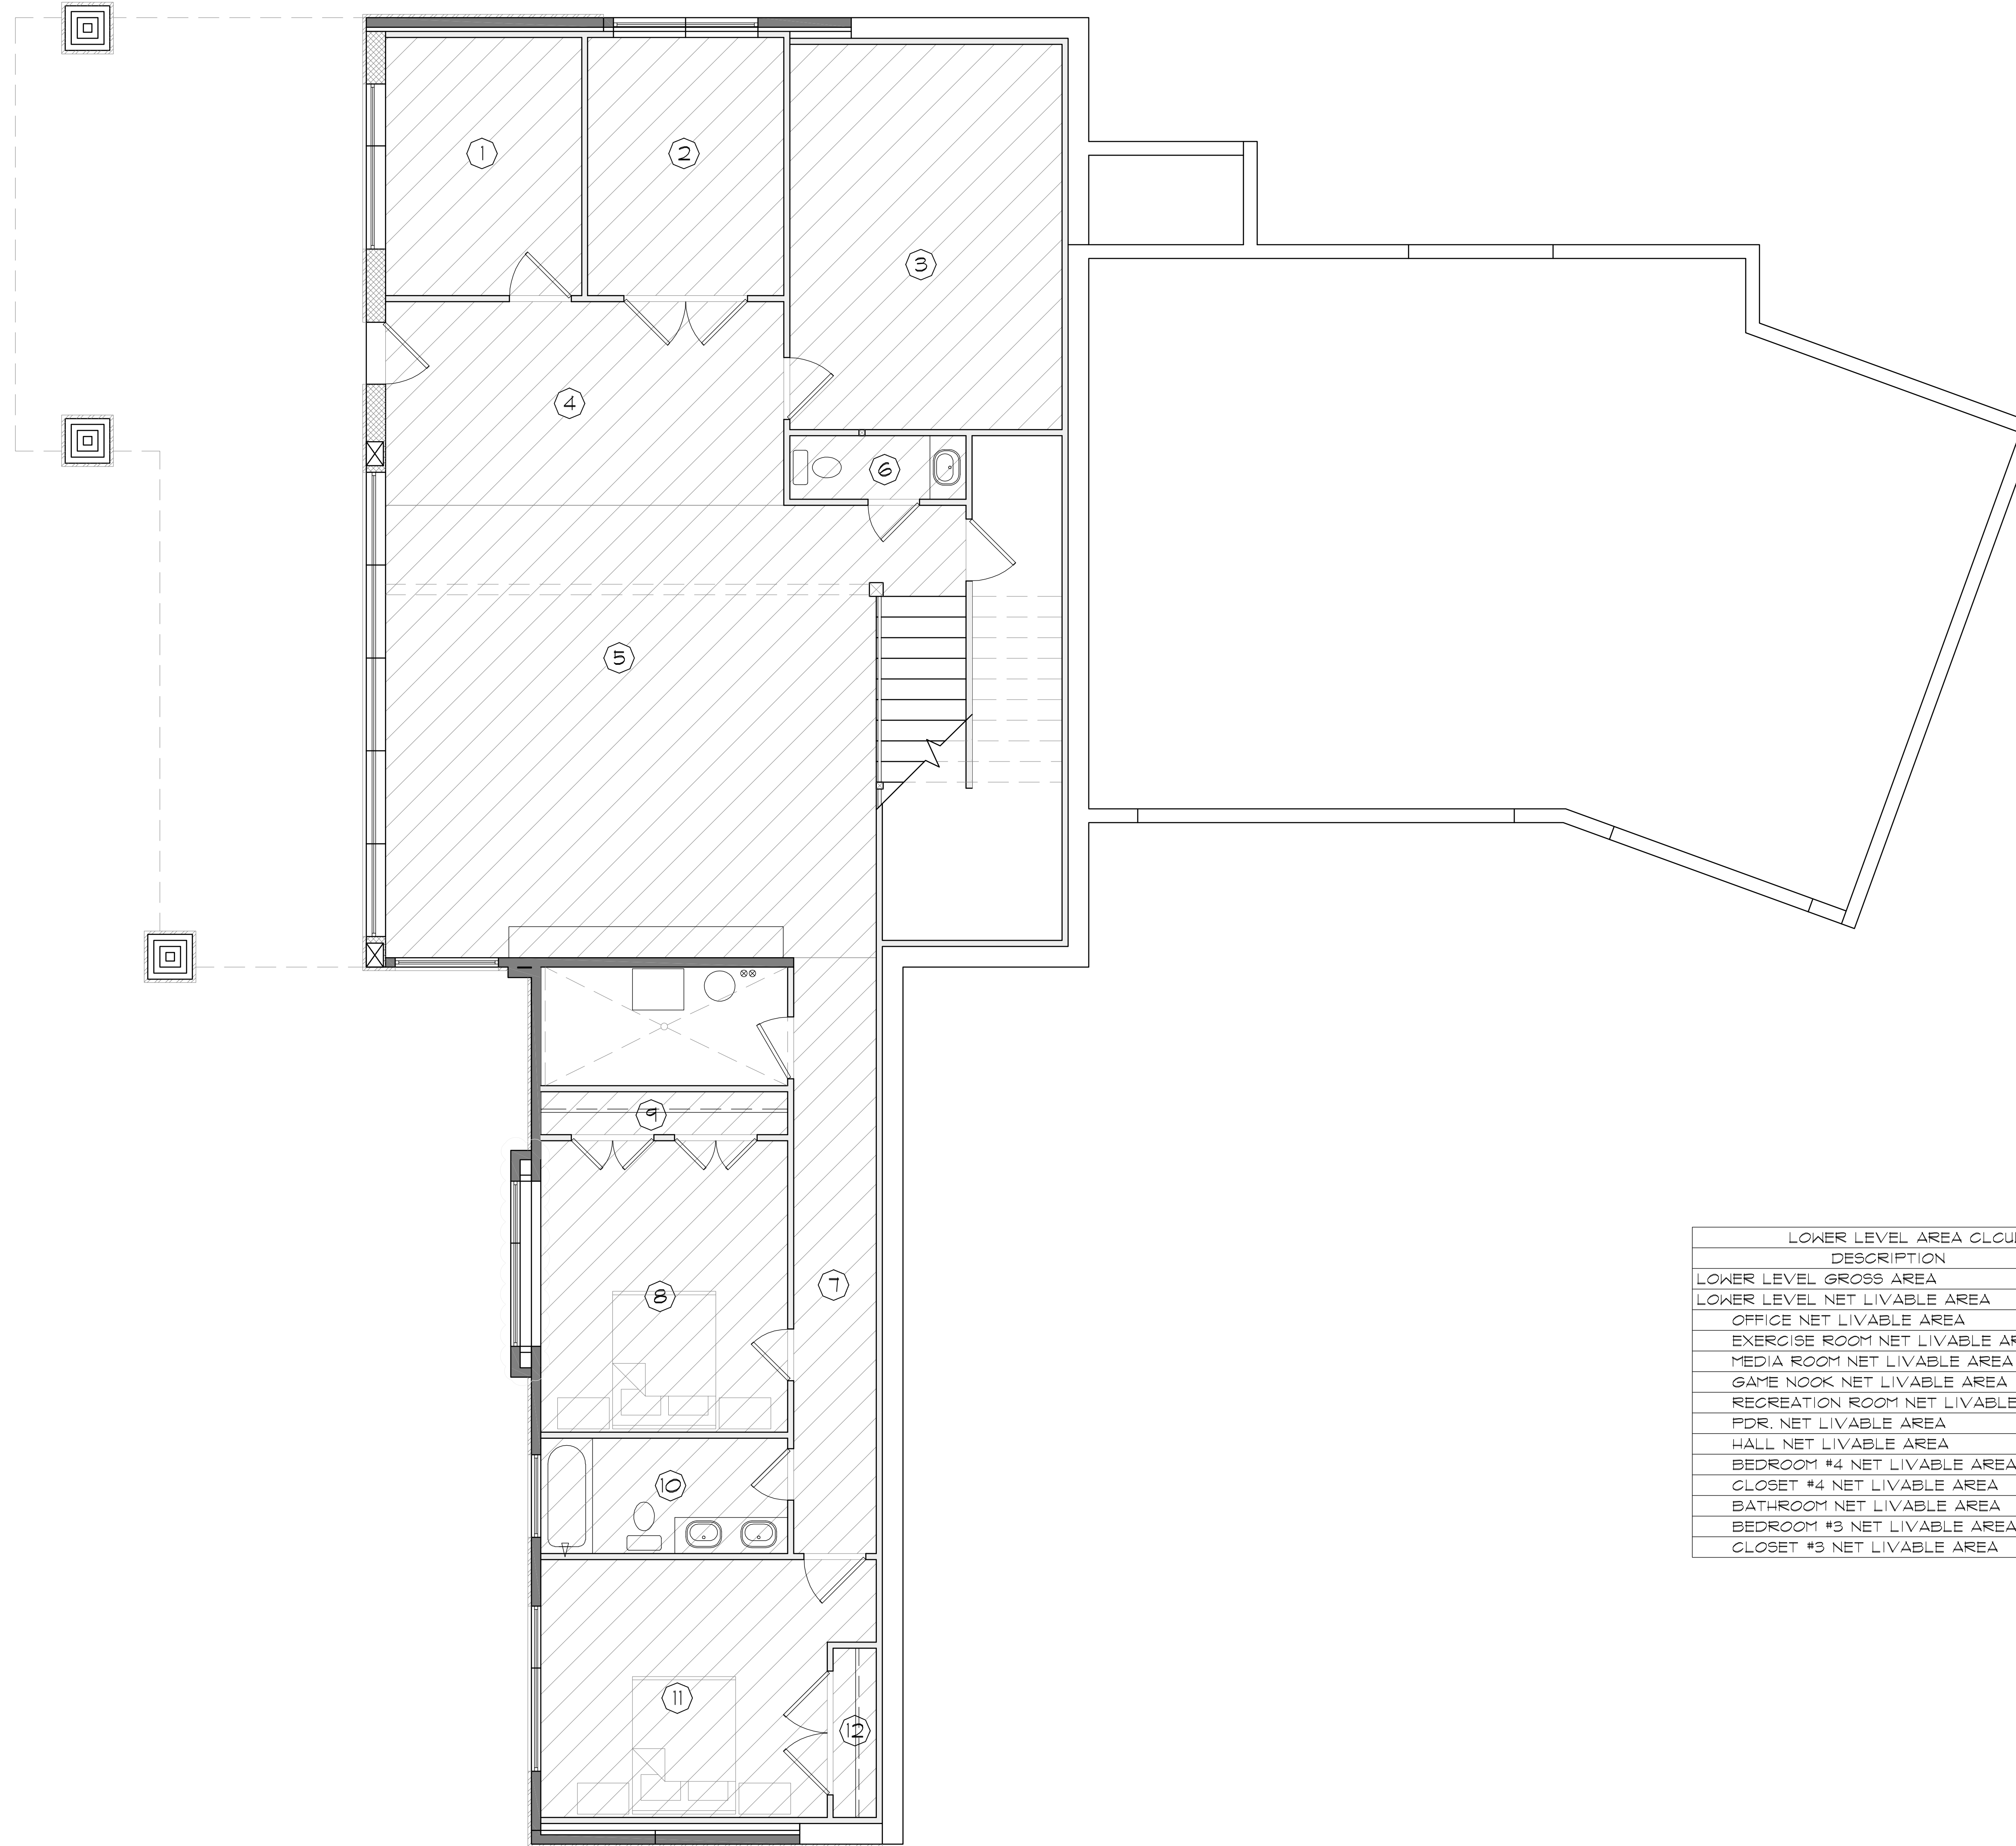 1
2
3
4
6
5
9
8
7
10
11
12
LOWER LEVEL AREA CLCU
DESCRIPTION
LOWER LEVEL GROSS AREA
LOWER LEVEL NET LIVABLE AREA
OFFICE NET LIVABLE AREA
EXERCISE ROOM NET LIVABLE AR
MEDIA ROOM NET LIVABLE AREA
GAME NOOK NET LIVABLE AREA
RECREATION ROOM NET LIVABLE
PDR. NET LIVABLE AREA
HALL NET LIVABLE AREA
BEDROOM #4 NET LIVABLE AREA
CLOSET #4 NET LIVABLE AREA
BATHROOM NET LIVABLE AREA
BEDROOM #3 NET LIVABLE AREA
CLOSET #3 NET LIVABLE AREA